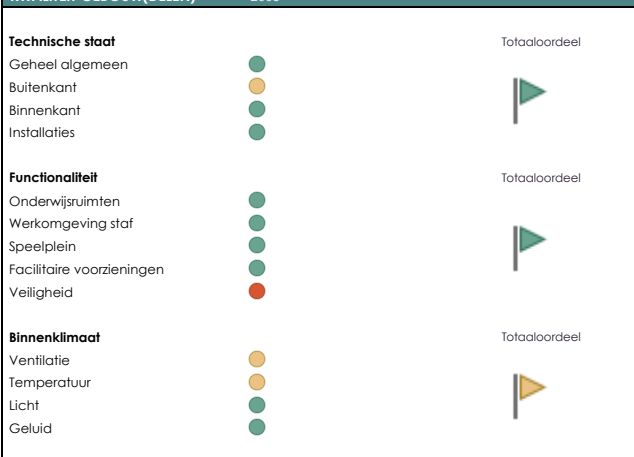 Technische staat Totaaloordeel
Geheel algemeen
Buitenkant
Binnenkant
Installaties
Functionaliteit Totaaloordeel
Onderwijsruimten
Werkomgeving staf
Speelplein
Facilitaire voorzieningen
Veiligheid
Binnenklimaat Totaaloordeel
Ventilatie
Temperatuur
Licht
Geluid